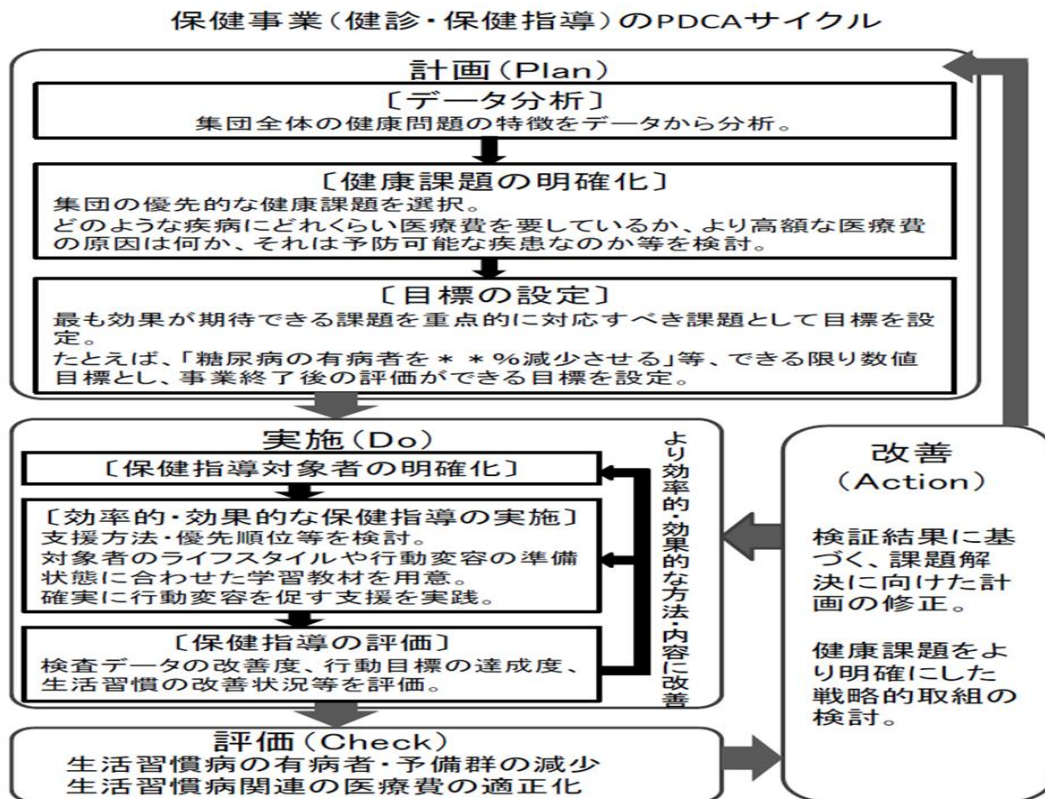 保健事業(健診・保健指導)のPDCAサイクル
計画(Plan)
〔データ分析〕
集団全体の健康問題の特徴をデータから分析。
〔健康課題の明確化〕
集団の優先的な健康課題を選択。
どのような疾病にどれくらい医療費を要しているか、より高額な医療費
の原因は何か、それは予防可能な疾患なのか等を検討。
〔目標の設定〕
最も効果が期待できる課題を重点的に対応すべき課題として目標を設
定。
たとえば、「糖尿病の有病者を＊＊%減少させる」等、できる限り数値
目標とし、事業終了後の評価ができる目標を設定。
実施(Do)
〔保健指導対象者の明確化〕
〔効率的・効果的な保健指導の実施〕
支援方法・優先順位等を検討。
対象者のライフスタイルや行動変容の準備
状態に合わせた学習教材を用意。
確実に行動変容を促す支援を実践。
〔保健指導の評価〕
検査データの改善度、行動目標の達成度、
生活習慣の改善状況等を評価。
より効率的・効果的な方法・内容に改善
評価(Check)
生活習慣病の有病者・予備群の減少
生活習慣病関連の医療費の適正化
改善
(Action)
検証結果に基
づく、課題解
決に向けた計
画の修正。
健康課題をよ
り明確にした
戦略的取組の
検討。